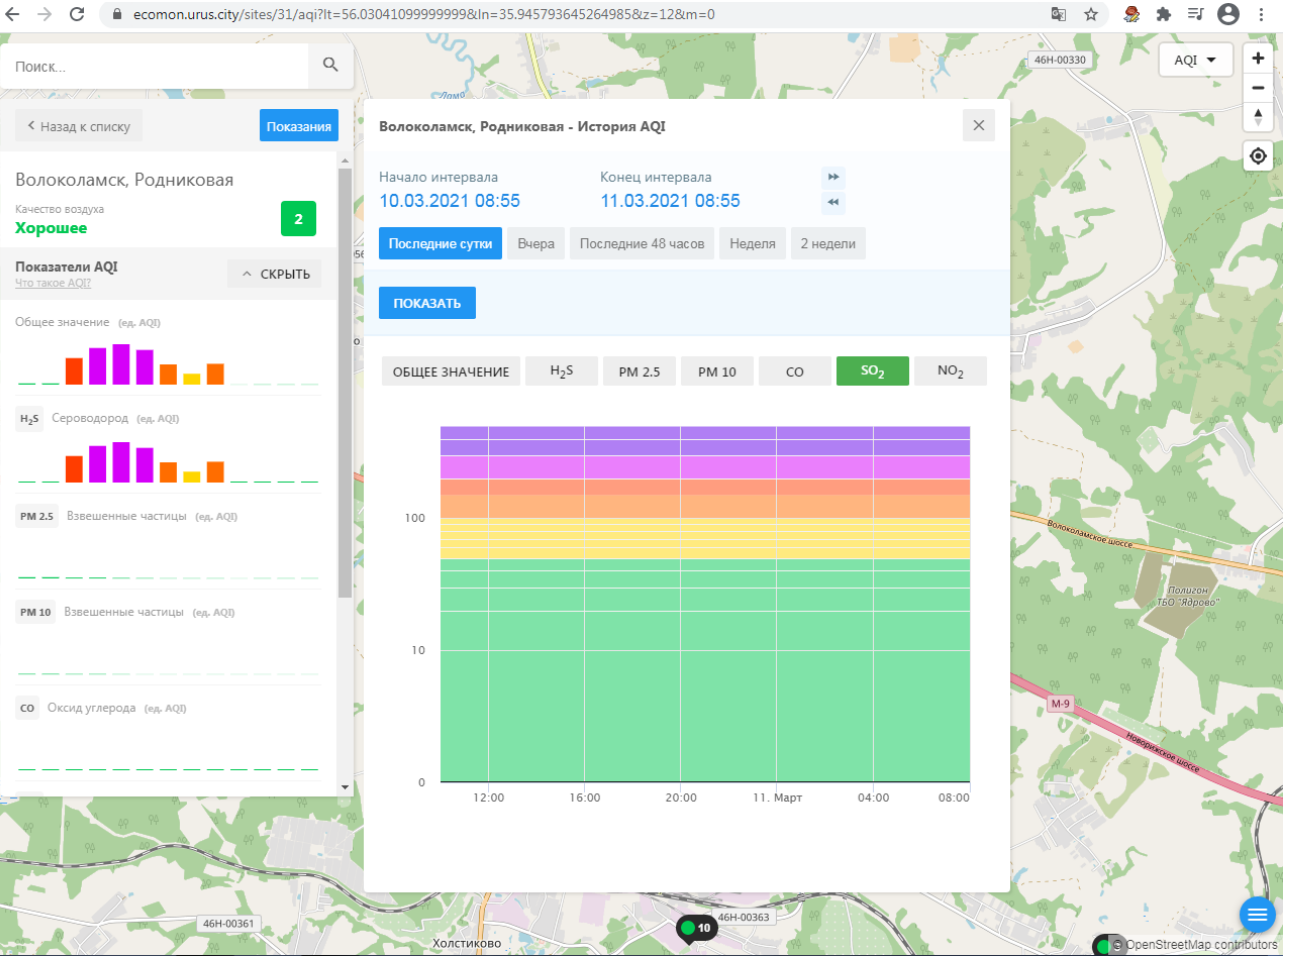 ecomon.urus.city/sites/31/aqi?lt=56.03041099999999&ln=35.945793645264985&z=12&m=0
Поиск...
46Н-00330
AQI
Назад к списку
Показания
Волоколамск, Родниковая
Качество воздуха
Хорошее
2
Показатели AQI
Что такое AQI?
СКРЫТЬ
Общее значение (ед. AQI)
H₂S Сероводород (ед. AQI)
PM 2.5 Взвешенные частицы (ед. AQI)
PM 10 Взвешенные частицы (ед. AQI)
CO Оксид углерода (ед. AQI)
Волоколамск, Родниковая - История AQI
Начало интервала
Конец интервала
10.03.2021 08:55
11.03.2021 08:55
Последние сутки
Вчера
Последние 48 часов
Неделя
2 недели
ПОКАЗАТЬ
ОБЩЕЕ ЗНАЧЕНИЕ
H₂S
PM 2.5
PM 10
CO
SO₂
NO₂
100
10
0
12:00
16:00
20:00
11. Март
04:00
08:00
Лама
Волоколамское шоссе
Полигон
ТБО "Ядрово"
М-9
Новорижское шоссе
46Н-00361
Холстиково
10
46Н-00363
© OpenStreetMap contributors